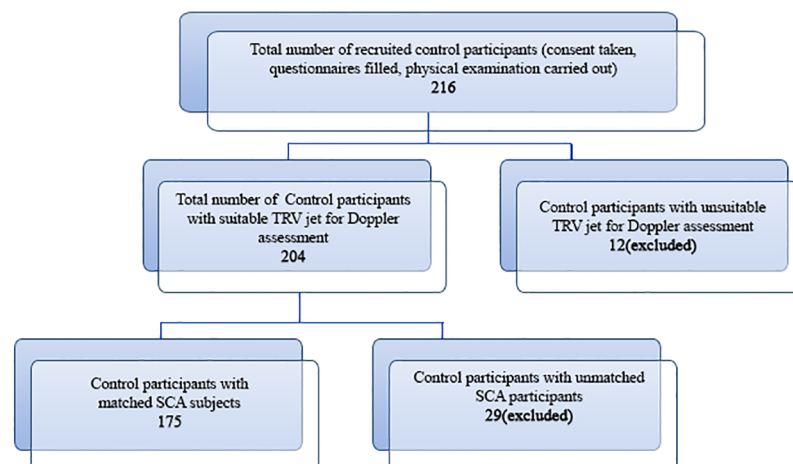 Total number of recruited control participants (consent taken,
questionnaires filled, physical examination carried out)
216
Total number of Control participants
with suitable TRV jet for Doppler
assessment
204
Control participants with unsuitable
TRV jet for Doppler assessment
12(excluded)
Control participants with
matched SCA subjects
175
Control participants with unmatched
SCA participants
29(excluded)